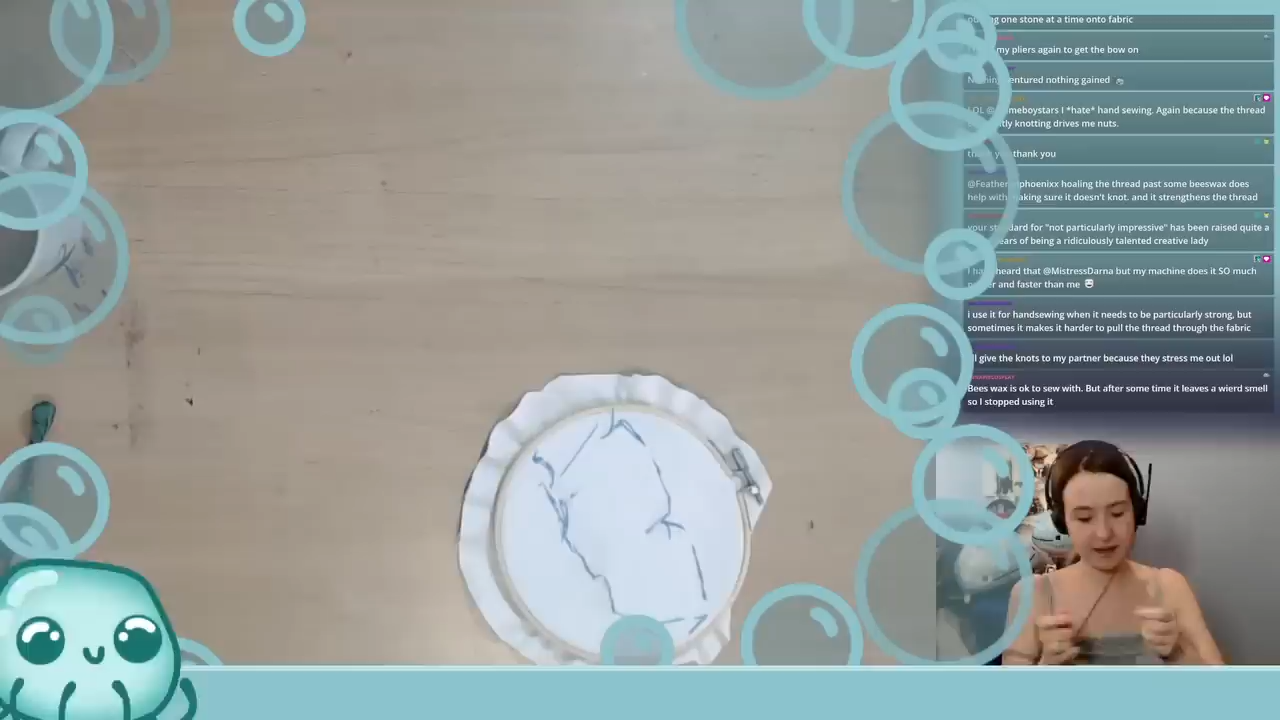 one stone at a time onto fabric
my pliers again to get the bow on
entured nothing gained
LOL @ meboystars I *hate* hand sewing. Again because the thread
tly knotting drives me nuts.
thank you
@Feather phoenixx hoaling the thread past some beeswax does
help with aking sure it doesn't knot. and it strengthens the thread
your standard for "not particularly impressive" has been raised quite a
ears of being a ridiculously talented creative lady
heard that @MistressDarna but my machine does it SO much
and faster than me
i use it for handsewing when it needs to be particularly strong, but
sometimes it makes it harder to pull the thread through the fabric
ll give the knots to my partner because they stress me out lol
Bees wax is ok to sew with. But after some time it leaves a wierd smell
so I stopped using it